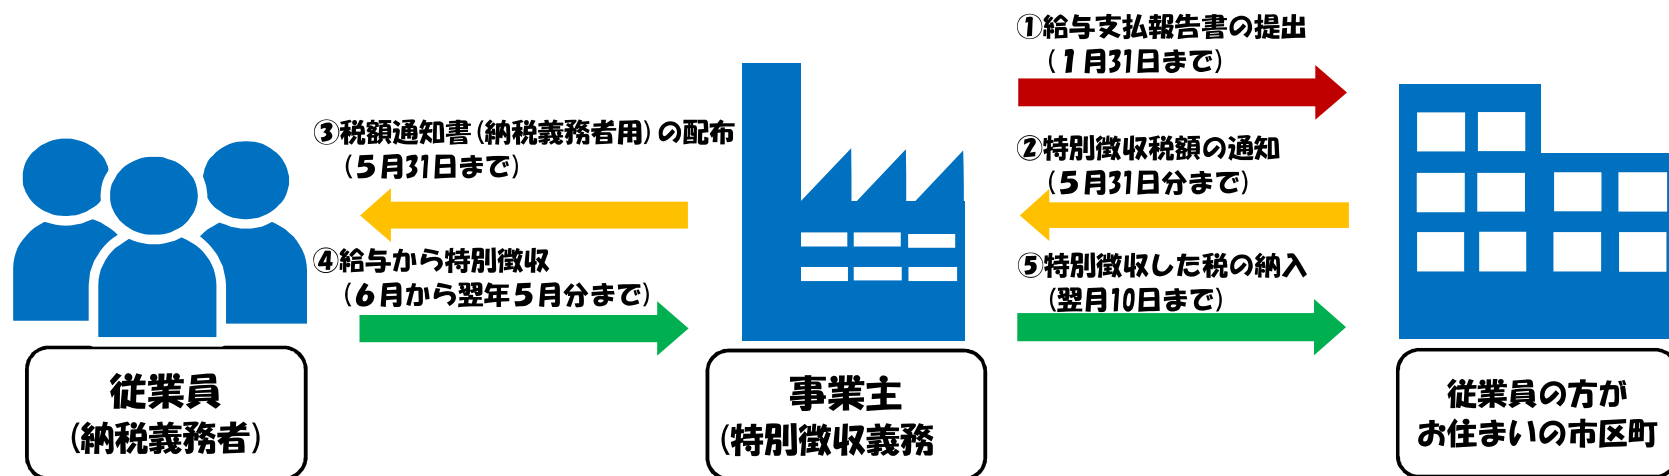 ①給与支払報告書の提出
(1月31日まで)
③税額通知書(納税義務者用)の配布
(5月31日まで)
②特別徴収税額の通知
(5月31日分まで)
④給与から特別徴収
(6月から翌年5月分まで)
⑤特別徴収した税の納入
(翌月10日まで)
従業員
(納税義務者)
事業主
(特別徴収義務
従業員の方が
お住まいの市区町